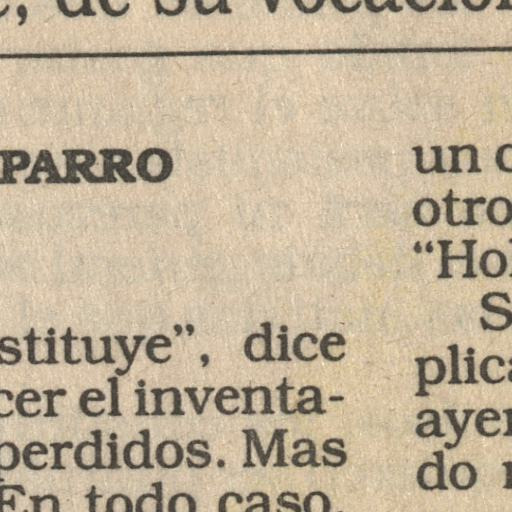 , de su vocación
PARRO
stituye”, dice
cer el inventa-
perdidos. Mas
En todo caso,
un
otro
“Hol
S
plica
ayer
do